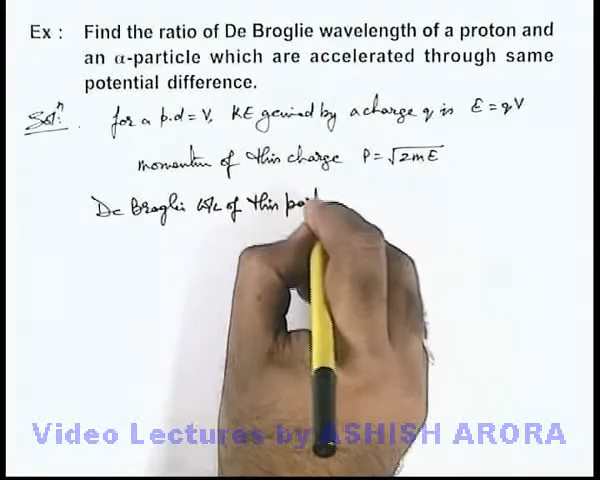 Ex : Find the ratio of De Broglie wavelength of a proton and
an α-particle which are accelerated through same
potential difference.
Solⁿ: for a p.d = V, KE gained by a charge q is E = qV
momentum of this charge P = √2mE
De Broglie w/L of this part
Video Lectures by ASHISH ARORA